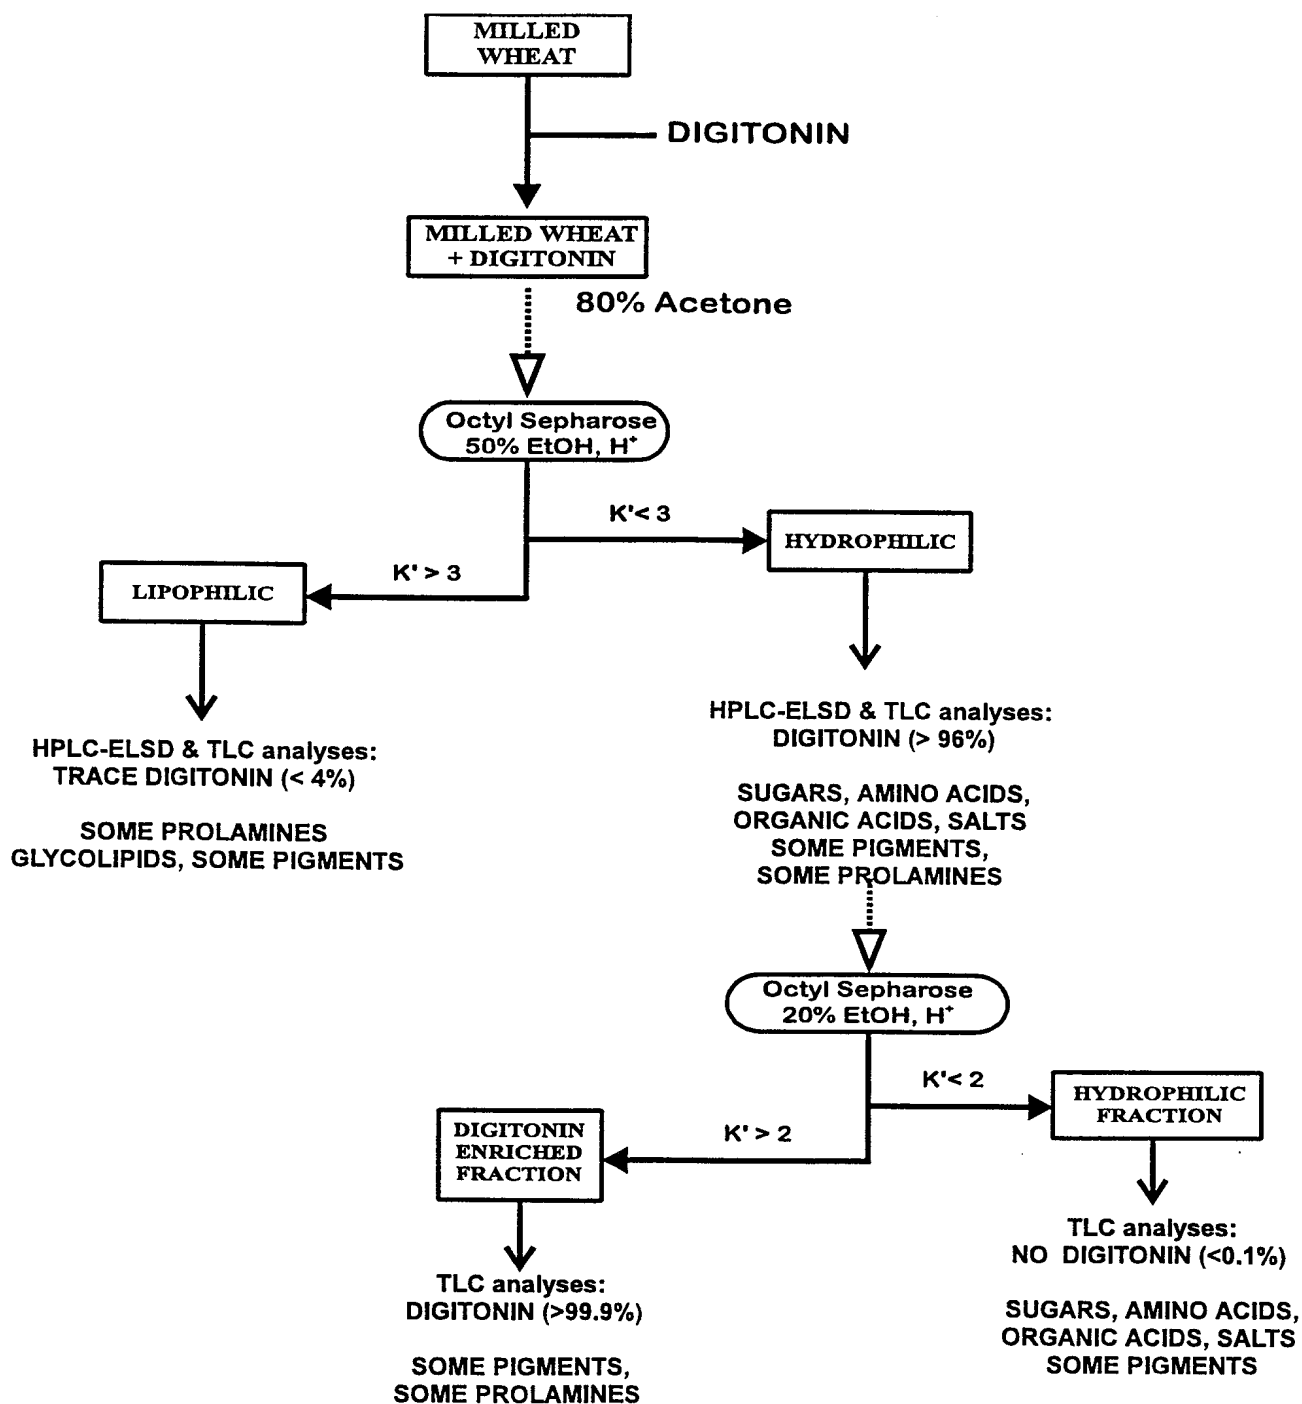 MILLED
WHEAT
DIGITONIN
MILLED WHEAT
+ DIGITONIN
80% Acetone
Octyl Sepharose
50% EtOH, H⁺
K'< 3
HYDROPHILIC
K' > 3
LIPOPHILIC
HPLC-ELSD & TLC analyses:
DIGITONIN (> 96%)
SUGARS, AMINO ACIDS,
ORGANIC ACIDS, SALTS
SOME PIGMENTS,
SOME PROLAMINES
HPLC-ELSD & TLC analyses:
TRACE DIGITONIN (< 4%)
SOME PROLAMINES
GLYCOLIPIDS, SOME PIGMENTS
Octyl Sepharose
20% EtOH, H⁺
K'< 2
HYDROPHILIC
FRACTION
K' > 2
DIGITONIN
ENRICHED
FRACTION
TLC analyses:
NO DIGITONIN (<0.1%)
SUGARS, AMINO ACIDS,
ORGANIC ACIDS, SALTS
SOME PIGMENTS
TLC analyses:
DIGITONIN (>99.9%)
SOME PIGMENTS,
SOME PROLAMINES